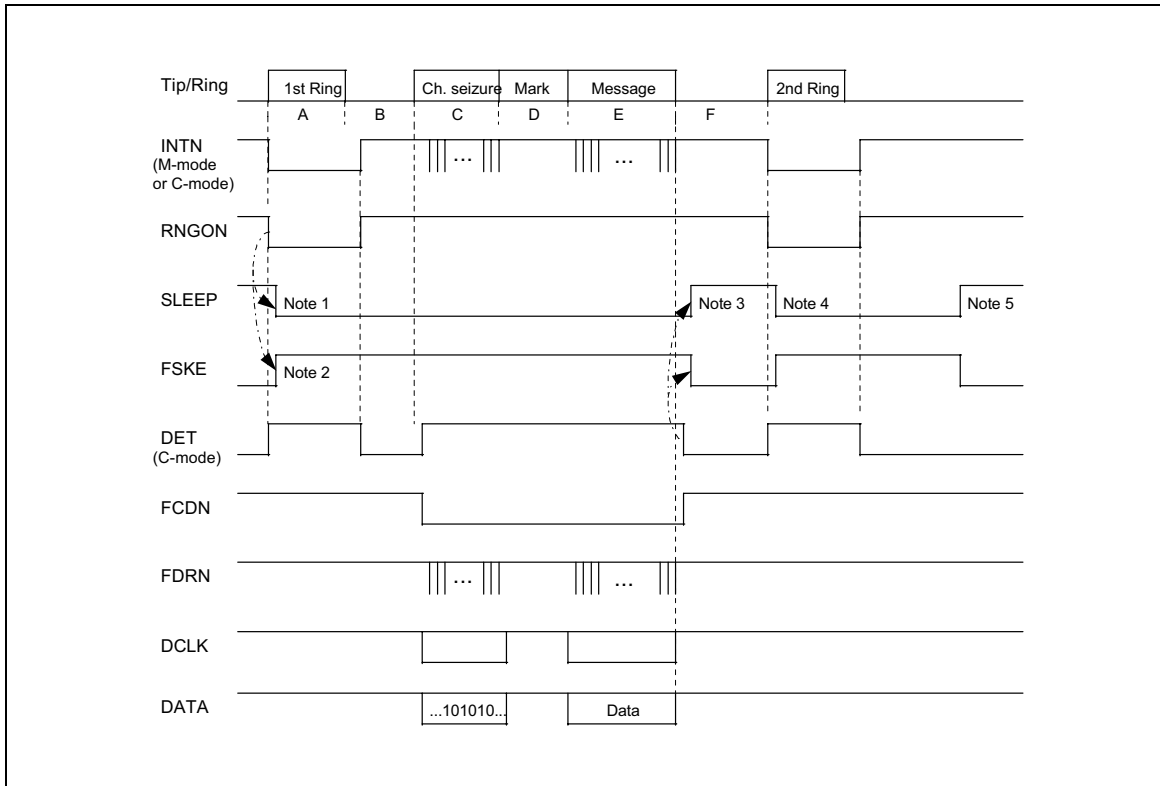 Tip/Ring 1st Ring Ch. seizure Mark Message 2nd Ring
A B C D E F
INTN
(M-mode
or C-mode)
... ...
RNGON
SLEEP Note 1 Note 3 Note 4 Note 5
FSKE Note 2
DET
(C-mode)
FCDN
FDRN ... ...
DCLK
DATA ...101010... Data